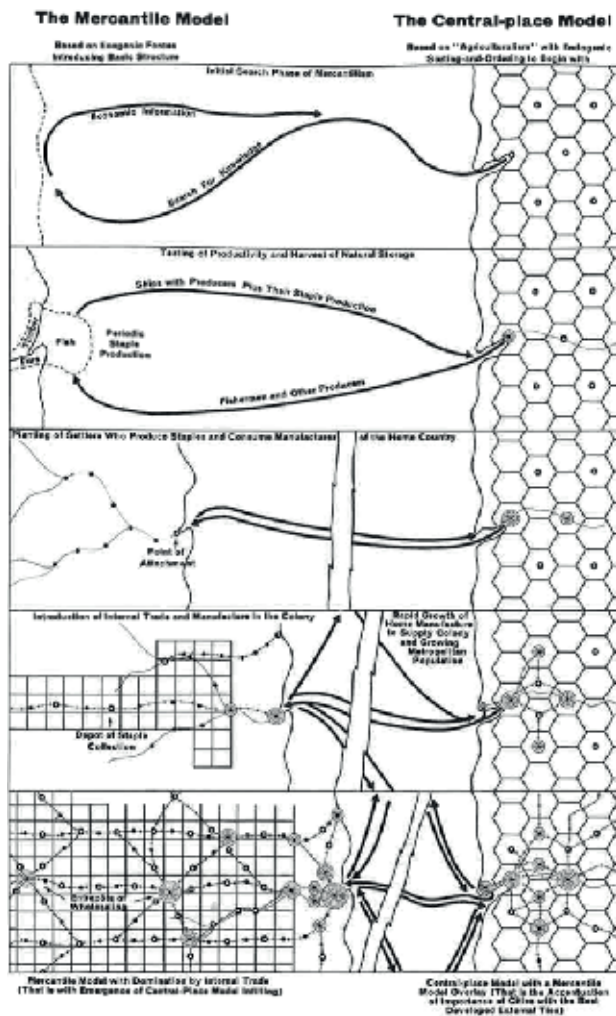 The Mercantile Model
The Central-place Model
Based on Exogenic Forces
Introducing Basic Structure
Based on "Agriculturalism" with Endogenic
Sorting-and-Ordering to Begin with
Initial Search Phase of Mercantilism
Economic Information
Search For Knowledge
Testing of Productivity and Harvest of Natural Storage
Ships with Producers Plus Their Staple Production
Fish
Periodic
Staple
Production
Fishermen and Other Producers
Planting of Settlers Who Produce Staples and Consume Manufactures
of the Home Country
Point of
Attachment
Introduction of Internal Trade and Manufacture in the Colony
Rapid Growth of
Home Manufacture
to Supply Colony
and Growing
Metropolitan
Population
Depot of Staple
Collection
Entrepôts of
Wholesaling
Mercantile Model with Domination by Internal Trade
(That is with Emergence of Central-Place Model Infilling)
Central-place Model with a Mercantile
Model Overlay (That is the Accentuation
of Importance of Cities with the Best
Developed External Ties)